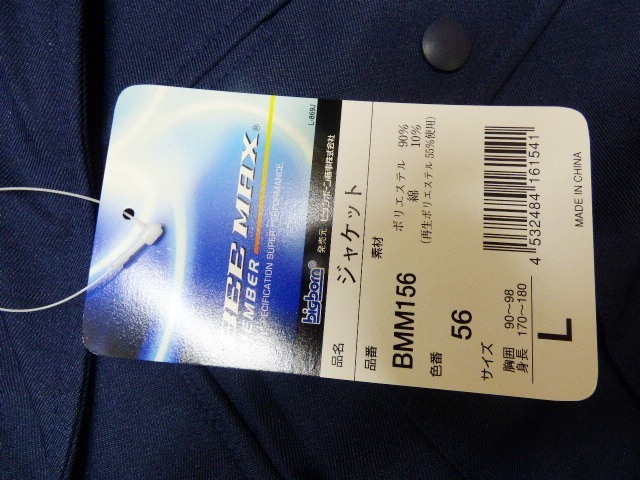 BEE MAX®
EMBER
SPECIFICATION SUPER PERFORMANCE
L-869J
bigborn®
発売元 ビッグボーン商事株式会社
品名 ジャケット
品番 BMM156
素材 ポリエステル 90%
綿 10%
(再生ポリエステル 55%使用)
色番 56
サイズ
胸囲 90〜98
身長 170〜180
L
4 532484 161541
MADE IN CHINA